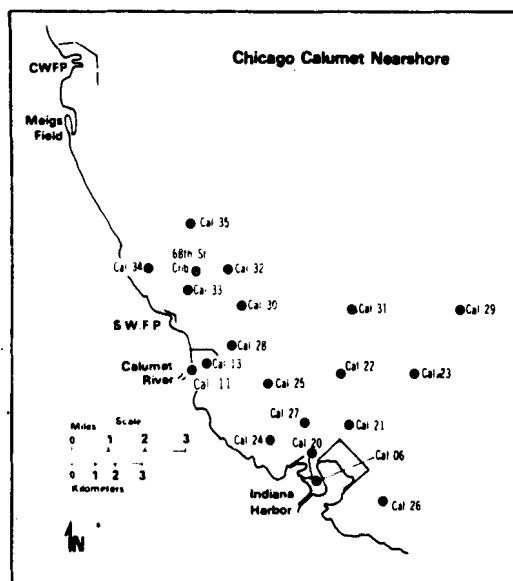 Chicago Calumet Nearshore
CWFP
Meigs
Field
Cal 35
68th St
Crib
Cal 34
Cal 32
Cal 33
Cal 30
Cal 31
Cal 29
S.W.F.P
Cal 28
Cal 13
Calumet
River
Cal 11
Cal 22
Cal 23
Cal 25
Cal 27
Cal 21
Cal 24
Cal 20
Cal 06
Miles Scale
0 1 2 3
0 1 2 3
Kilometers
Indiana
Harbor
Cal 26
N